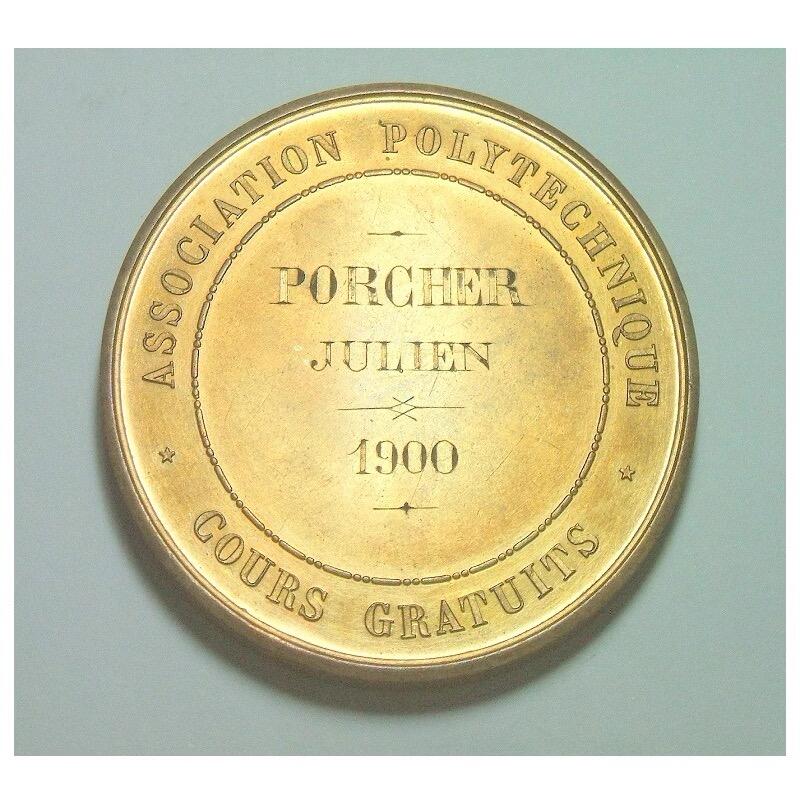 ASSOCIATION POLYTECHNIQUE
PORCHER
JULIEN
1900
COURS GRATUITS